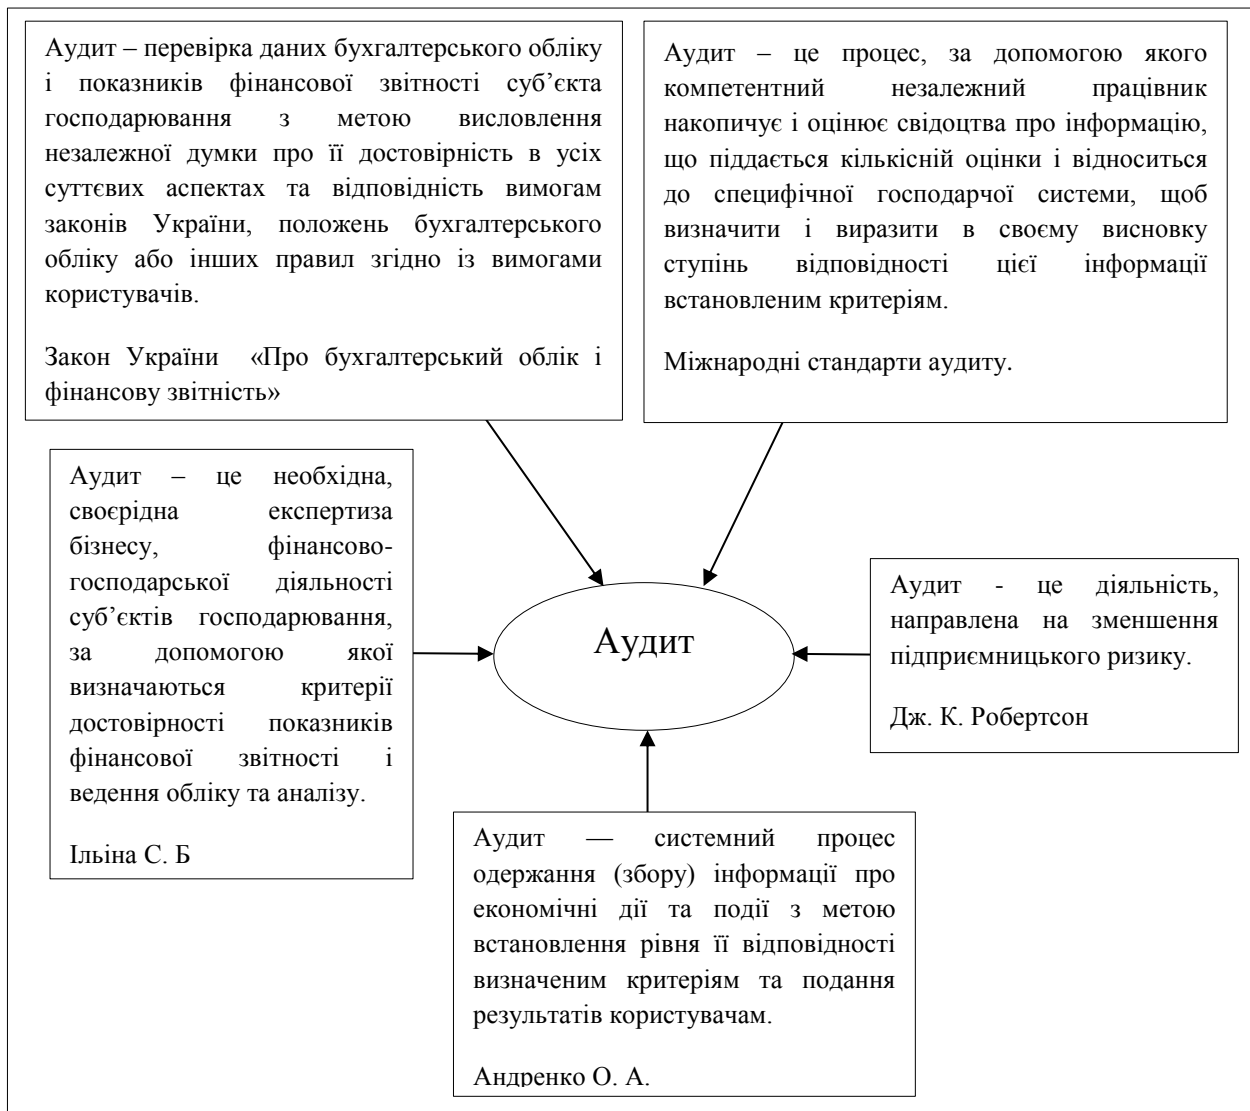 Аудит – перевірка даних бухгалтерського обліку
і показників фінансової звітності суб’єкта
господарювання з метою висловлення
незалежної думки про її достовірність в усіх
суттєвих аспектах та відповідність вимогам
законів України, положень бухгалтерського
обліку або інших правил згідно із вимогами
користувачів.
Закон України «Про бухгалтерський облік і
фінансову звітність»
Аудит – це процес, за допомогою якого
компетентний незалежний працівник
накопичує і оцінює свідоцтва про інформацію,
що піддається кількісній оцінки і відноситься
до специфічної господарчої системи, щоб
визначити і виразити в своєму висновку
ступінь відповідності цієї інформації
встановленим критеріям.
Міжнародні стандарти аудиту.
Аудит – це необхідна,
своєрідна експертиза
бізнесу, фінансово-
господарської діяльності
суб’єктів господарювання,
за допомогою якої
визначаються критерії
достовірності показників
фінансової звітності і
ведення обліку та аналізу.
Ільіна С. Б
Аудит
Аудит - це діяльність,
направлена на зменшення
підприємницького ризику.
Дж. К. Робертсон
Аудит — системний процес
одержання (збору) інформації про
економічні дії та події з метою
встановлення рівня її відповідності
визначеним критеріям та подання
результатів користувачам.
Андренко О. А.